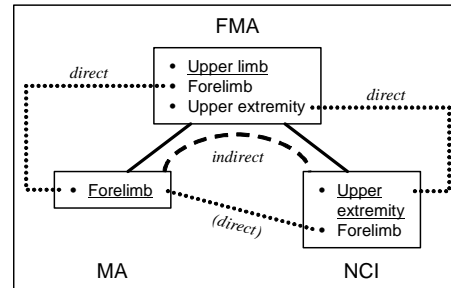 FMA
• Upper limb
• Forelimb
• Upper extremity
direct
direct
indirect
• Forelimb
(direct)
• Upper
extremity
• Forelimb
MA
NCI